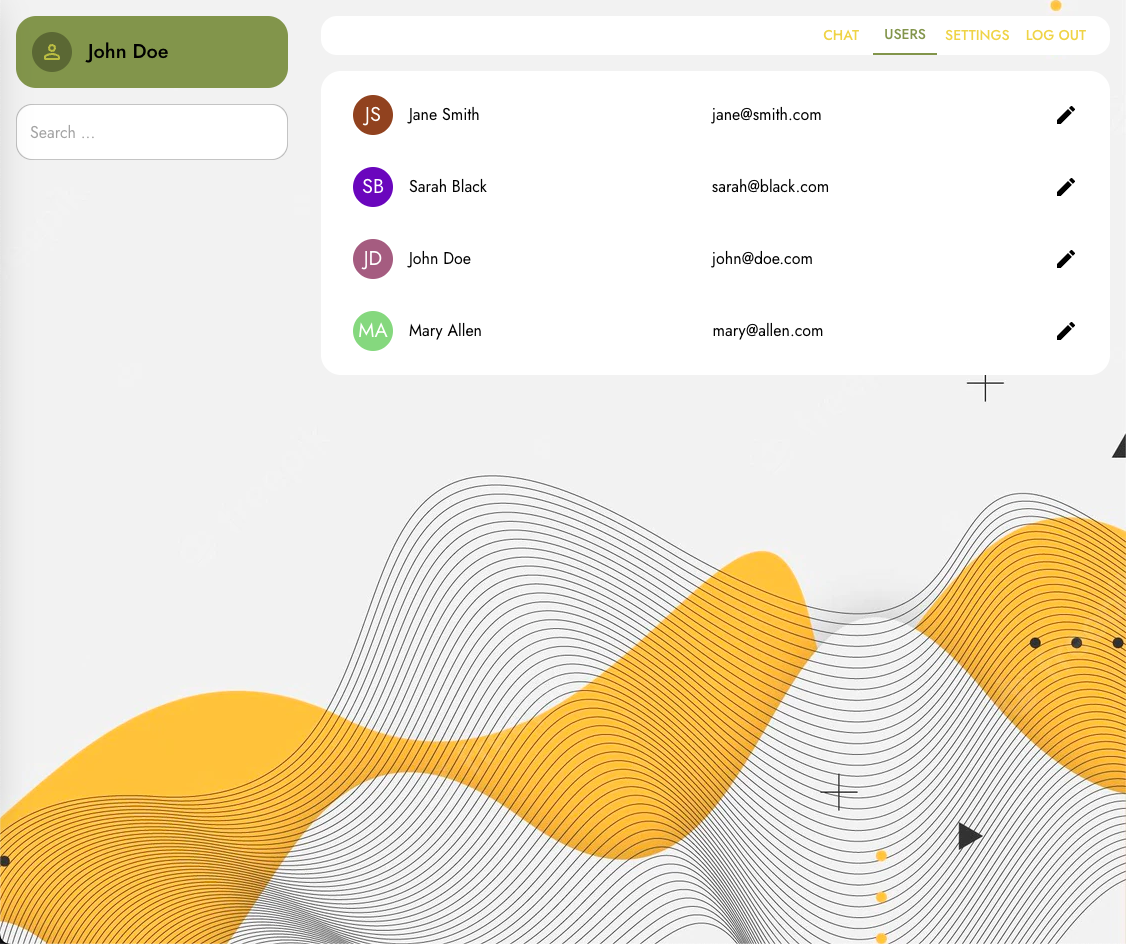 John Doe
Search ...
CHAT USERS SETTINGS LOG OUT
JS Jane Smith jane@smith.com
SB Sarah Black sarah@black.com
JD John Doe john@doe.com
MA Mary Allen mary@allen.com